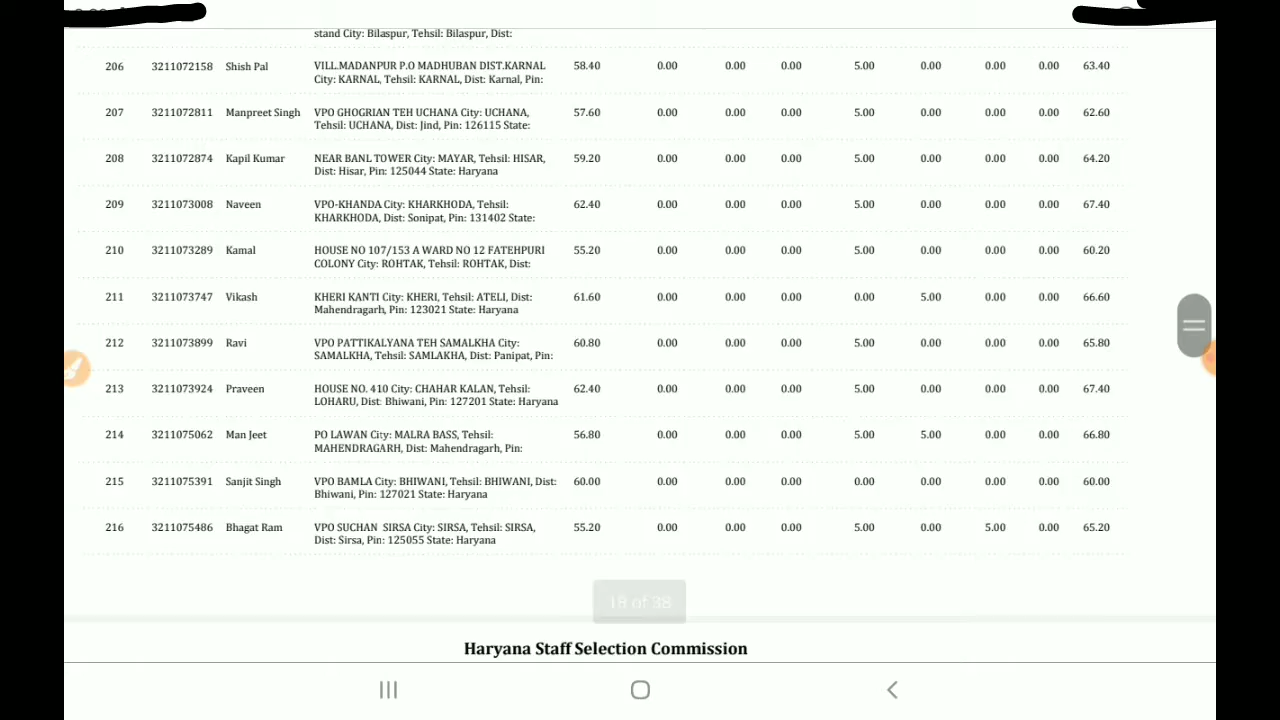 stand City: Bilaspur, Tehsil: Bilaspur, Dist:
206 3211072158 Shish Pal VILL.MADANPUR P.O MADHUBAN DIST.KARNAL 58.40 0.00 0.00 0.00 5.00 0.00 0.00 0.00 63.40
City: KARNAL, Tehsil: KARNAL, Dist: Karnal, Pin:
207 3211072811 Manpreet Singh VPO GHOGRIAN TEH UCHANA City: UCHANA, 57.60 0.00 0.00 0.00 5.00 0.00 0.00 0.00 62.60
Tehsil: UCHANA, Dist: Jind, Pin: 126115 State:
208 3211072874 Kapil Kumar NEAR BANL TOWER City: MAYAR, Tehsil: HISAR, 59.20 0.00 0.00 0.00 5.00 0.00 0.00 0.00 64.20
Dist: Hisar, Pin: 125044 State: Haryana
209 3211073008 Naveen VPO-KHANDA City: KHARKHODA, Tehsil: 62.40 0.00 0.00 0.00 5.00 0.00 0.00 0.00 67.40
KHARKHODA, Dist: Sonipat, Pin: 131402 State:
210 3211073289 Kamal HOUSE NO 107/153 A WARD NO 12 FATEHPURI 55.20 0.00 0.00 0.00 5.00 0.00 0.00 0.00 60.20
COLONY City: ROHTAK, Tehsil: ROHTAK, Dist:
211 3211073747 Vikash KHERI KANTI City: KHERI, Tehsil: ATELI, Dist: 61.60 0.00 0.00 0.00 0.00 5.00 0.00 0.00 66.60
Mahendragarh, Pin: 123021 State: Haryana
212 3211073899 Ravi VPO PATTIKALYANA TEH SAMALKHA City: 60.80 0.00 0.00 0.00 5.00 0.00 0.00 0.00 65.80
SAMALKHA, Tehsil: SAMLAKHA, Dist: Panipat, Pin:
213 3211073924 Praveen HOUSE NO. 410 City: CHAHAR KALAN, Tehsil: 62.40 0.00 0.00 0.00 5.00 0.00 0.00 0.00 67.40
LOHARU, Dist: Bhiwani, Pin: 127201 State: Haryana
214 3211075062 Man Jeet PO LAWAN City: MALRA BASS, Tehsil: 56.80 0.00 0.00 0.00 5.00 5.00 0.00 0.00 66.80
MAHENDRAGARH, Dist: Mahendragarh, Pin:
215 3211075391 Sanjit Singh VPO BAMLA City: BHIWANI, Tehsil: BHIWANI, Dist: 60.00 0.00 0.00 0.00 0.00 0.00 0.00 0.00 60.00
Bhiwani, Pin: 127021 State: Haryana
216 3211075486 Bhagat Ram VPO SUCHAN SIRSA City: SIRSA, Tehsil: SIRSA, 55.20 0.00 0.00 0.00 5.00 0.00 5.00 0.00 65.20
Dist: Sirsa, Pin: 125055 State: Haryana
18 of 38
Haryana Staff Selection Commission